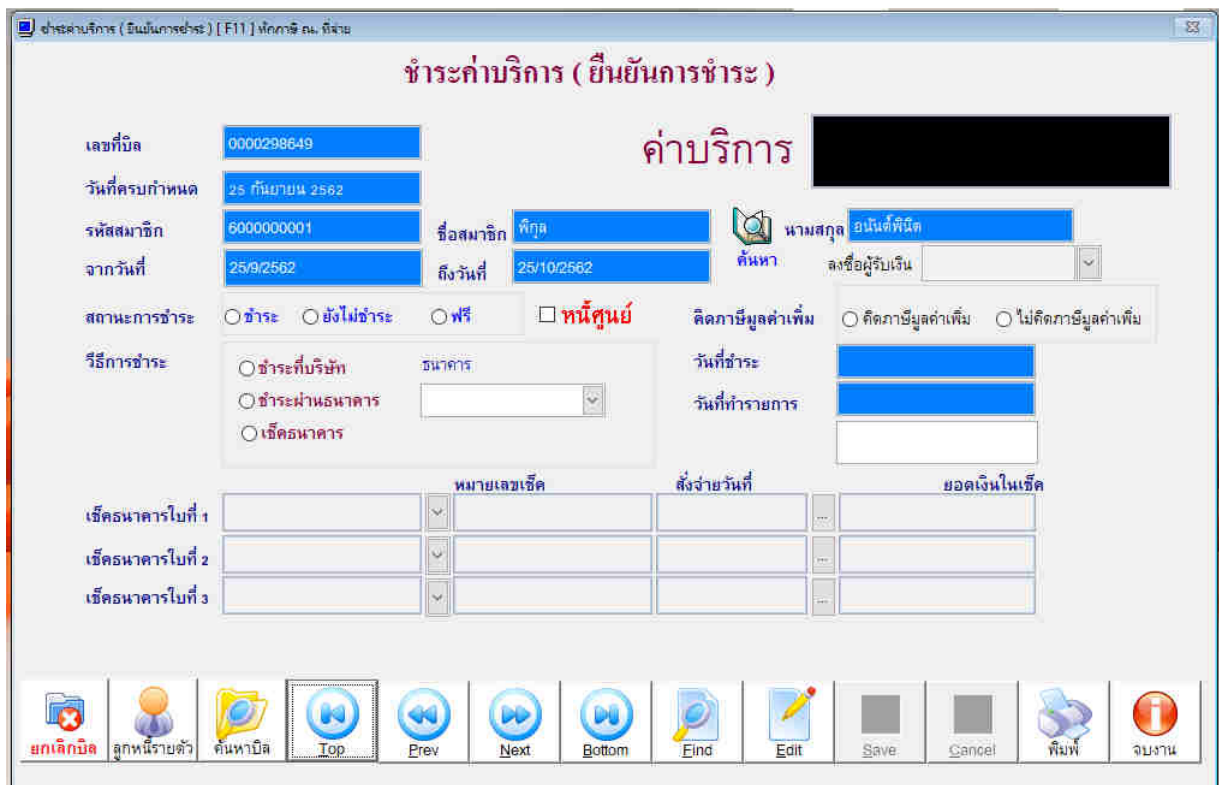 ชำระค่าบริการ ( ยืนยันการชำระ ) [ F11 ] หักภาษี ณ. ที่จ่าย
ชำระค่าบริการ ( ยืนยันการชำระ )
เลขที่บิล 0000298649 ค่าบริการ
วันที่ครบกำหนด 25 กันยายน 2562
รหัสสมาชิก 6000000001 ชื่อสมาชิก พิกุล นามสกุล อนันต์พินิต
จากวันที่ 25/9/2562 ถึงวันที่ 25/10/2562 ค้นหา ลงชื่อผู้รับเงิน
สถานะการชำระ ชำระ ยังไม่ชำระ ฟรี หนี้ศูนย์ คิดภาษีมูลค่าเพิ่ม คิดภาษีมูลค่าเพิ่ม ไม่คิดภาษีมูลค่าเพิ่ม
วิธีการชำระ ชำระที่บริษัท ธนาคาร วันที่ชำระ
ชำระผ่านธนาคาร วันที่ทำรายการ
เช็คธนาคาร
หมายเลขเช็ค สั่งจ่ายวันที่ ยอดเงินในเช็ค
เช็คธนาคารใบที่ 1 ...
เช็คธนาคารใบที่ 2 ...
เช็คธนาคารใบที่ 3 ...
ยกเลิกบิล ลูกหนี้รายตัว ค้นหาบิล Top Prev Next Bottom Find Edit Save Cancel พิมพ์ จบงาน